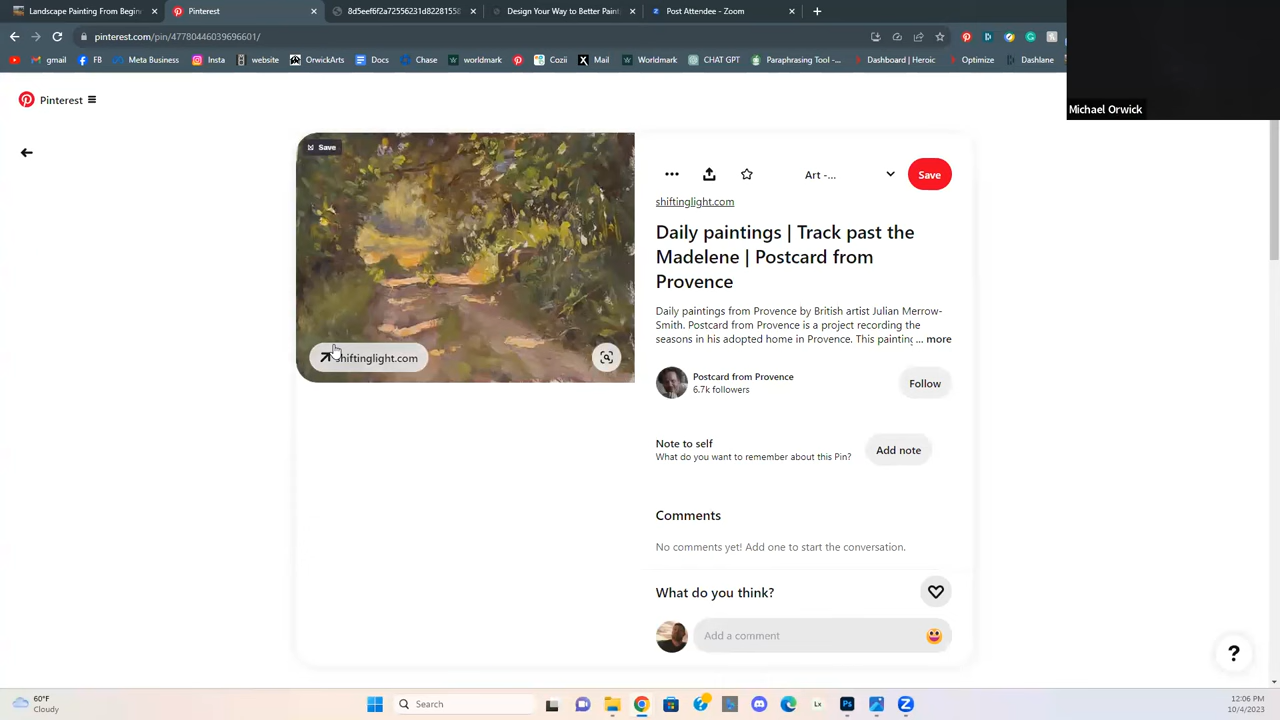 Landscape Painting From Begin
Pinterest
8d5eef6f2a72556231d82281558
Design Your Way to Better Paint
Post Attendee - Zoom
pinterest.com/pin/47780446039696601/
gmail
FB
Meta Business
Insta
website
OrwickArts
Docs
Chase
worldmark
Cozii
Mail
Worldmark
CHAT GPT
Paraphrasing Tool -...
Dashboard | Heroic
Optimize
Dashlane
Michael Orwick
Pinterest
Save
Art -...
Save
shiftinglight.com
Daily paintings | Track past the
Madelene | Postcard from
Provence
Daily paintings from Provence by British artist Julian Merrow-
Smith. Postcard from Provence is a project recording the
seasons in his adopted home in Provence. This painting ... more
shiftinglight.com
Postcard from Provence
6.7k followers
Follow
Note to self
What do you want to remember about this Pin?
Add note
Comments
No comments yet! Add one to start the conversation.
What do you think?
Add a comment
?
60°F
Cloudy
Search
Lx
Ps
12:06 PM
10/4/2023